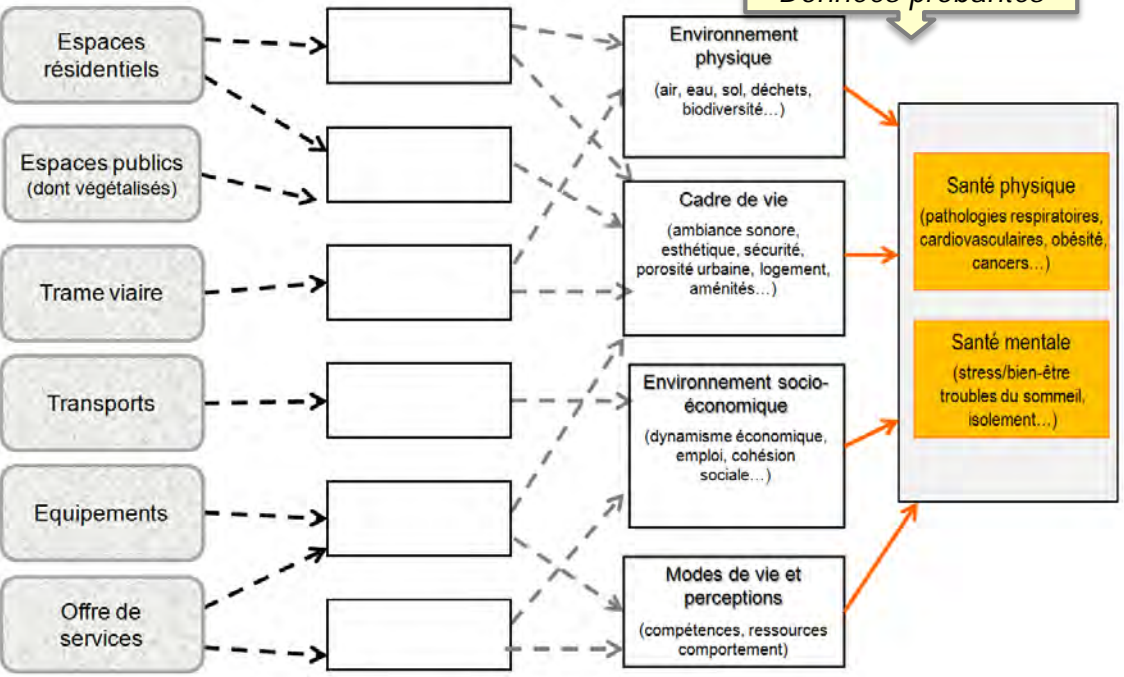 Données probantes
Espaces
résidentiels
Espaces publics
(dont végétalisés)
Trame viaire
Transports
Equipements
Offre de
services
Environnement
physique
(air, eau, sol, déchets,
biodiversité…)
Cadre de vie
(ambiance sonore,
esthétique, sécurité,
porosité urbaine, logement,
aménités…)
Environnement socio-
économique
(dynamisme économique,
emploi, cohésion
sociale…)
Modes de vie et
perceptions
(compétences, ressources
comportement)
Santé physique
(pathologies respiratoires,
cardiovasculaires, obésité,
cancers…)
Santé mentale
(stress/bien-être
troubles du sommeil,
isolement…)